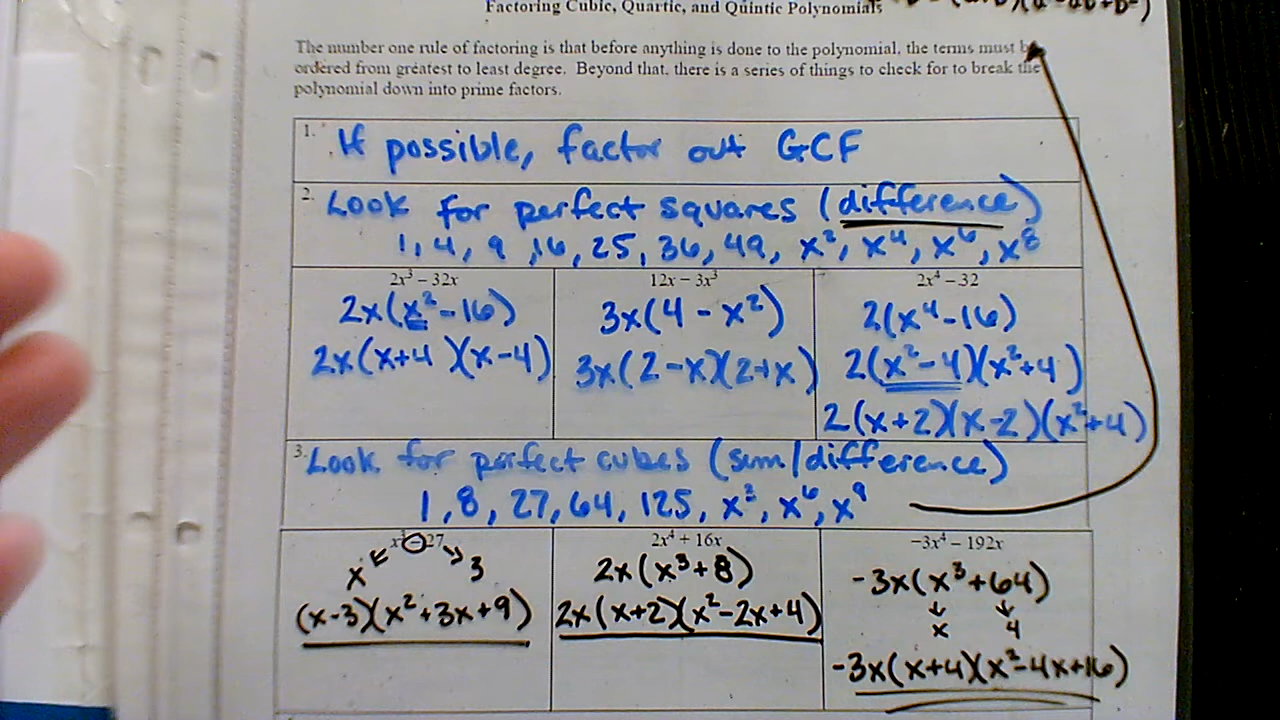 Factoring Cubic, Quartic, and Quintic Polynomials
The number one rule of factoring is that before anything is done to the polynomial, the terms must be
ordered from greatest to least degree. Beyond that, there is a series of things to check for to break the
polynomial down into prime factors.
1. If possible, factor out GCF
2. Look for perfect squares (difference)
1, 4, 9, 16, 25, 36, 49, x², x⁴, x⁶, x⁸
2x³ – 32x
2x(x²-16)
2x(x+4)(x-4)
12x – 3x³
3x(4-x²)
3x(2-x)(2+x)
2x⁴ – 32
2(x⁴-16)
2(x²-4)(x²+4)
2(x+2)(x-2)(x²+4)
3. Look for perfect cubes (sum/difference)
1, 8, 27, 64, 125, x³, x⁶, x⁹
x³ – 27
x 3
(x-3)(x²+3x+9)
2x⁴ + 16x
2x(x³+8)
2x(x+2)(x²-2x+4)
–3x⁴ – 192x
-3x(x³+64)
x 4
-3x(x+4)(x²-4x+16)